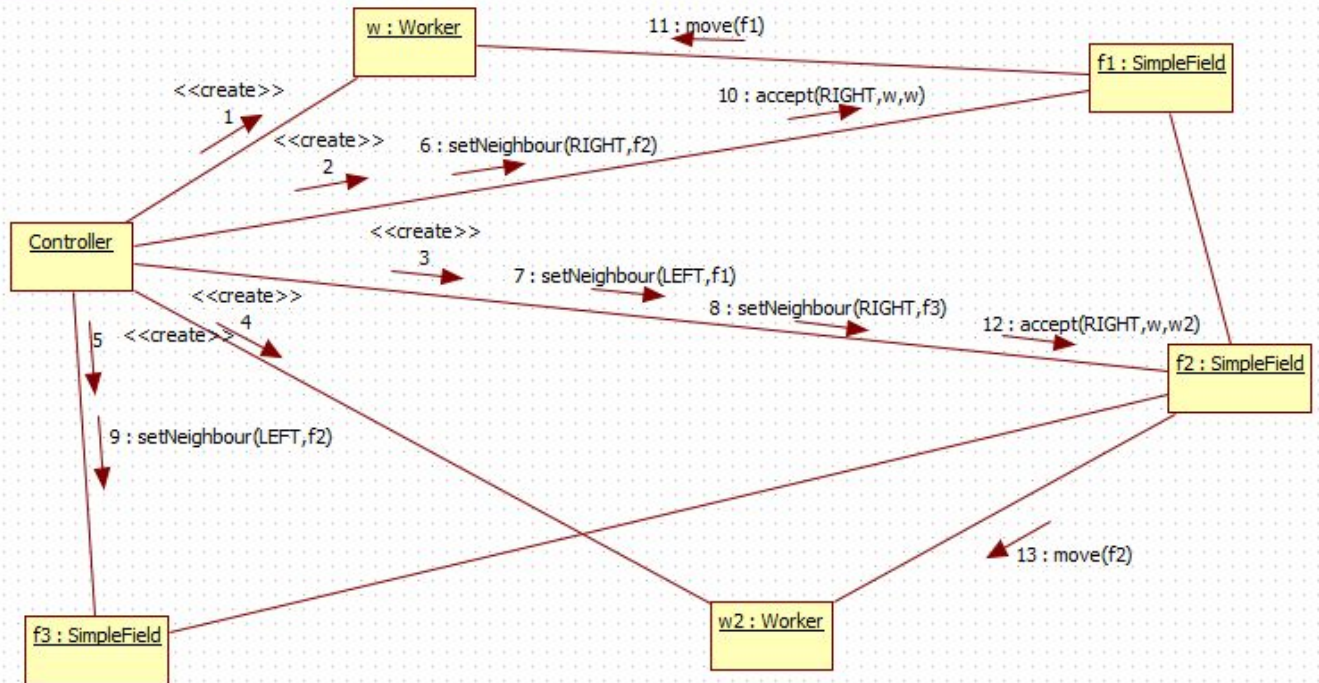 w : Worker
11 : move(f1)
f1 : SimpleField
<<create>>
1
10 : accept(RIGHT,w,w)
<<create>>
2
6 : setNeighbour(RIGHT,f2)
Controller
<<create>>
3
7 : setNeighbour(LEFT,f1)
<<create>>
4
8 : setNeighbour(RIGHT,f3)
12 : accept(RIGHT,w,w2)
5
<<create>>
f2 : SimpleField
9 : setNeighbour(LEFT,f2)
13 : move(f2)
f3 : SimpleField
w2 : Worker